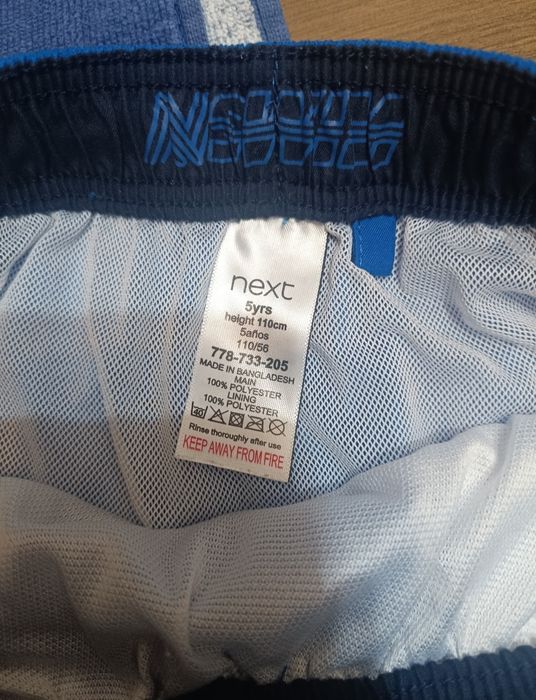 next
5yrs
height 110cm
5años
110/56
778-733-205
MADE IN BANGLADESH
MAIN
100% POLYESTER
LINING
100% POLYESTER
40
Rinse thoroughly after use
KEEP AWAY FROM FIRE